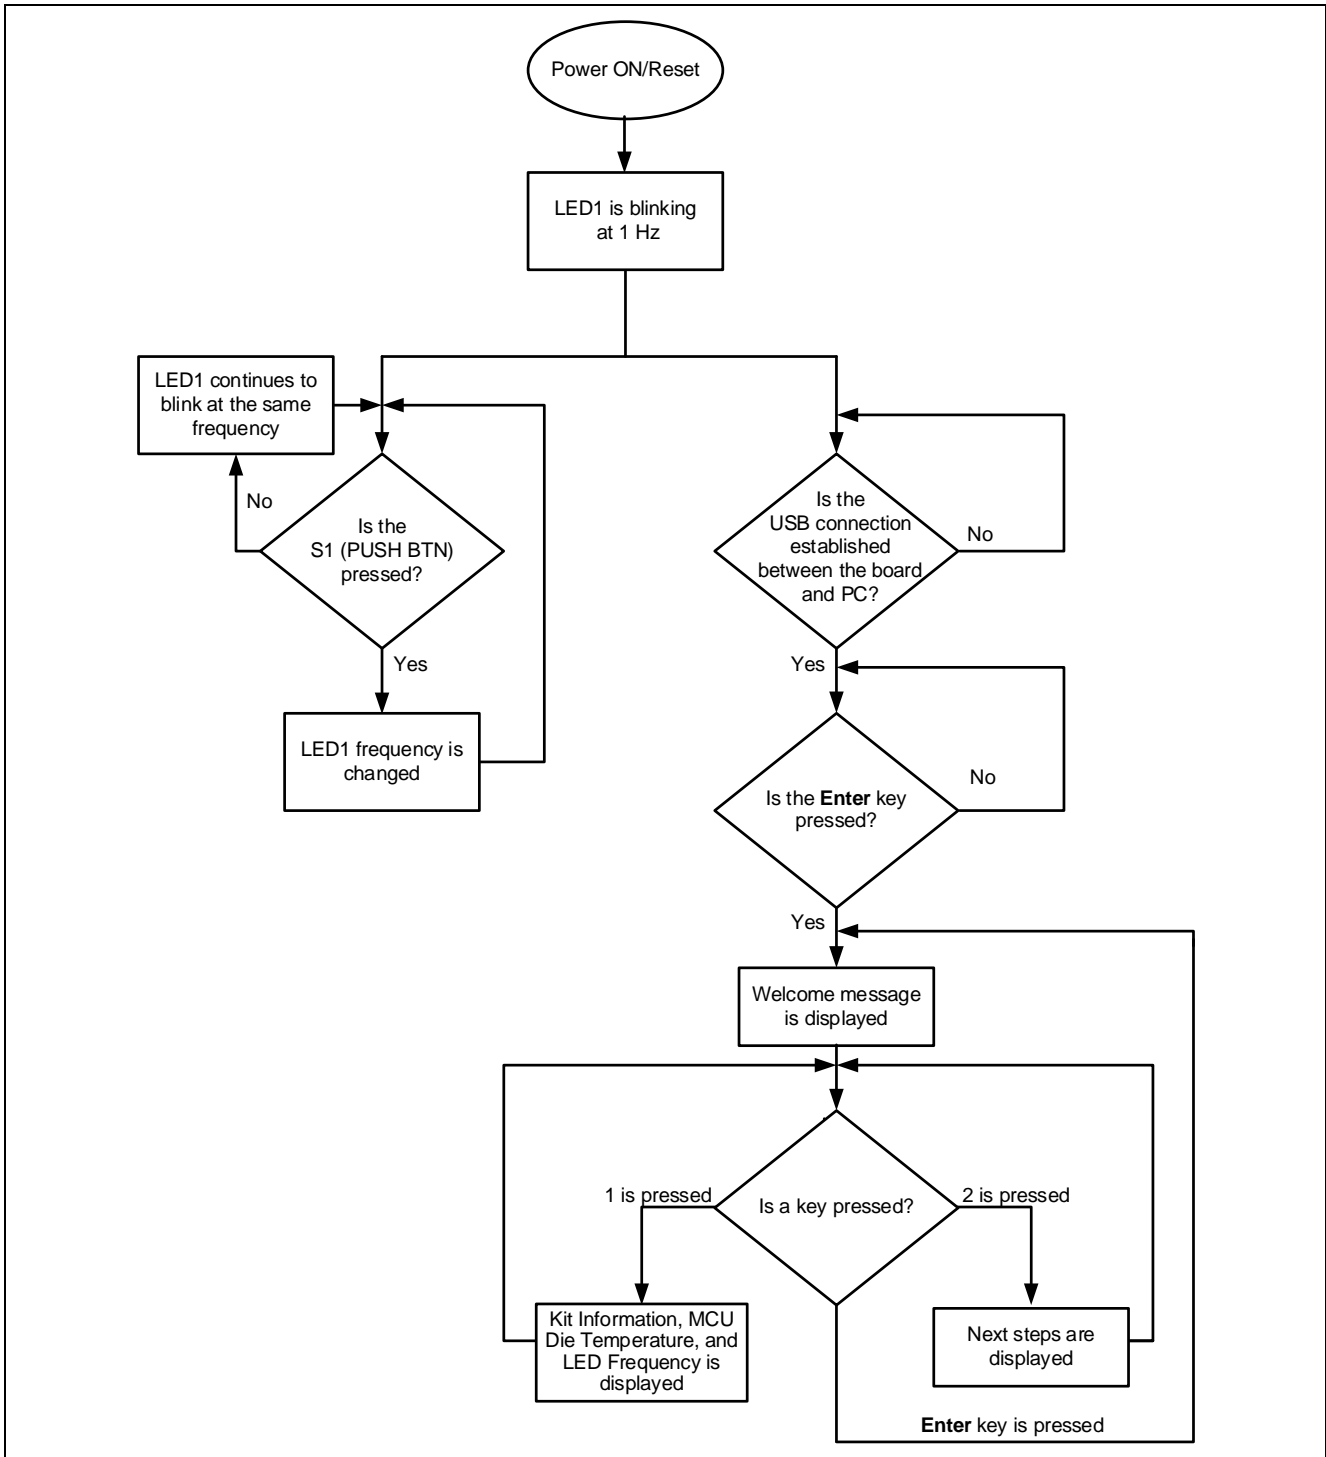 Power ON/Reset
LED1 is blinking
at 1 Hz
LED1 continues to
blink at the same
frequency
No
Is the
S1 (PUSH BTN)
pressed?
Yes
LED1 frequency is
changed
Is the
USB connection
established
between the board
and PC?
No
Yes
Is the Enter key
pressed?
No
Yes
Welcome message
is displayed
1 is pressed
Is a key pressed?
2 is pressed
Kit Information, MCU
Die Temperature, and
LED Frequency is
displayed
Next steps are
displayed
Enter key is pressed